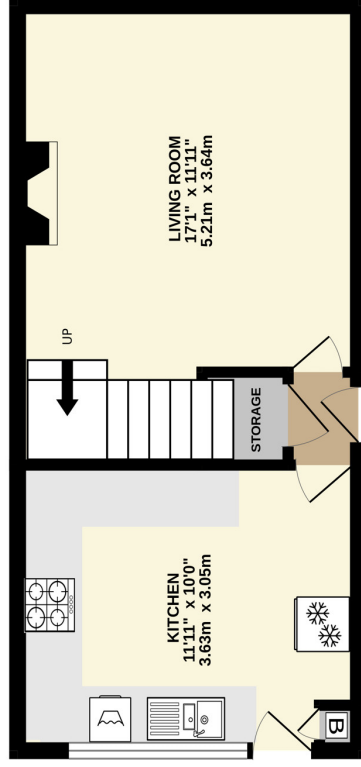 LIVING ROOM
17'1" x 11'11"
5.21m x 3.64m
UP
STORAGE
KITCHEN
11'11" x 10'0"
3.63m x 3.05m
B